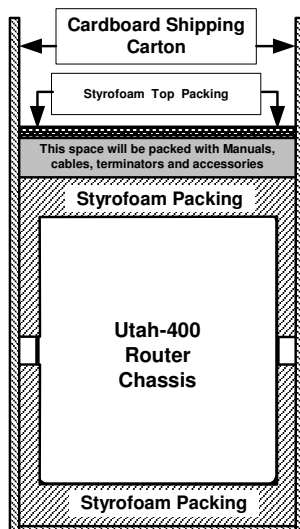 Cardboard Shipping
Carton
Styrofoam Top Packing
This space will be packed with Manuals,
cables, terminators and accessories
Styrofoam Packing
Utah-400
Router
Chassis
Styrofoam Packing